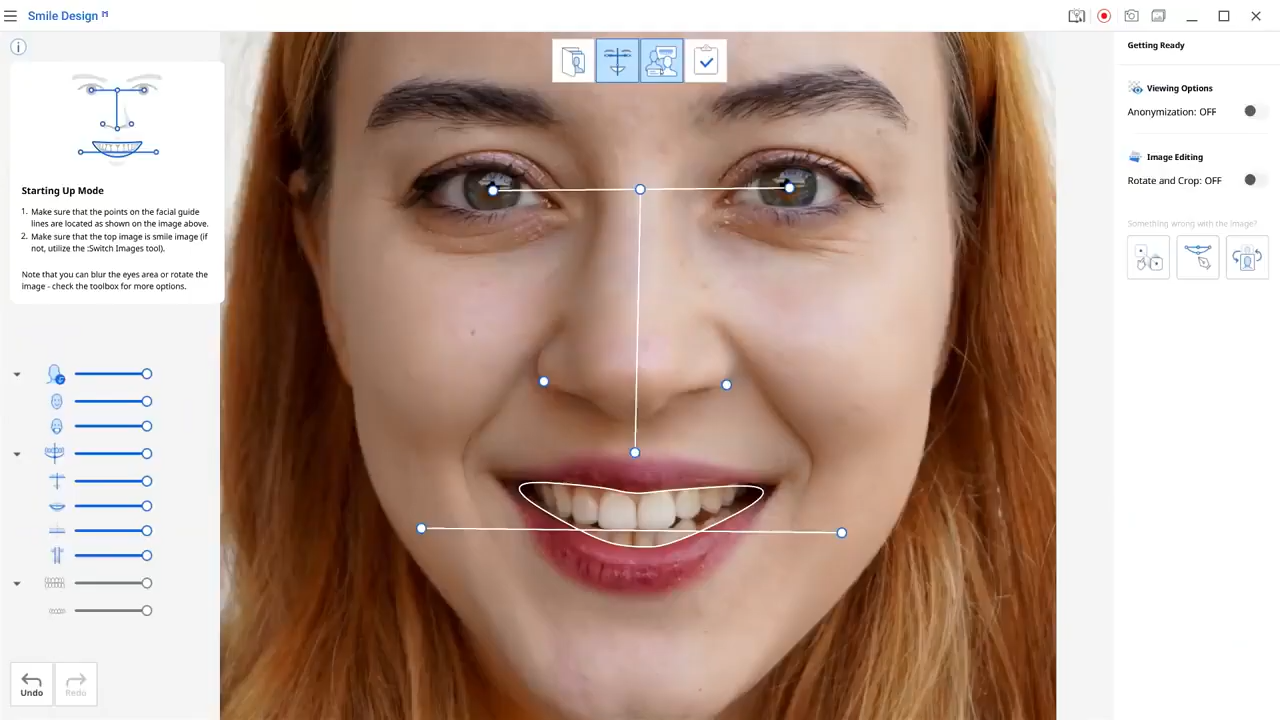 Smile Design M
Getting Ready
Viewing Options
Anonymization: OFF
Image Editing
Rotate and Crop: OFF
Something wrong with the image?
Starting Up Mode
1. Make sure that the points on the facial guide
lines are located as shown on the image above.
2. Make sure that the top image is smile image (if
not, utilize the :Switch Images tool).
Note that you can blur the eyes area or rotate the
image - check the toolbox for more options.
Undo
Redo